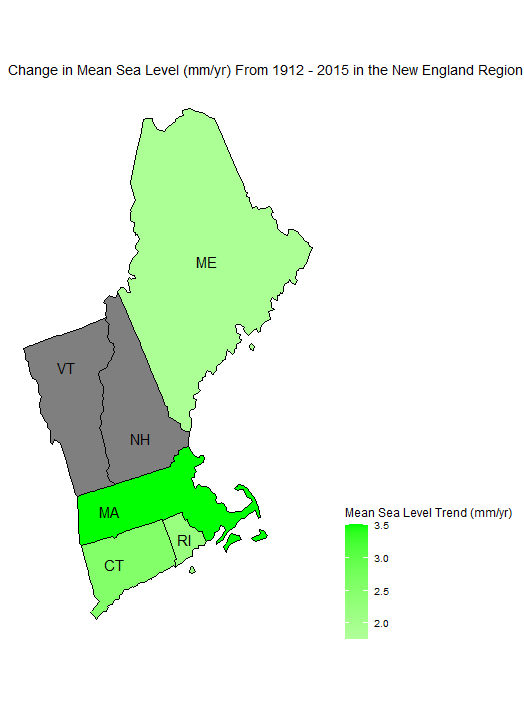 Change in Mean Sea Level (mm/yr) From 1912 - 2015 in the New England Region
ME
VT
NH
MA
RI
CT
Mean Sea Level Trend (mm/yr)
3.5
3.0
2.5
2.0